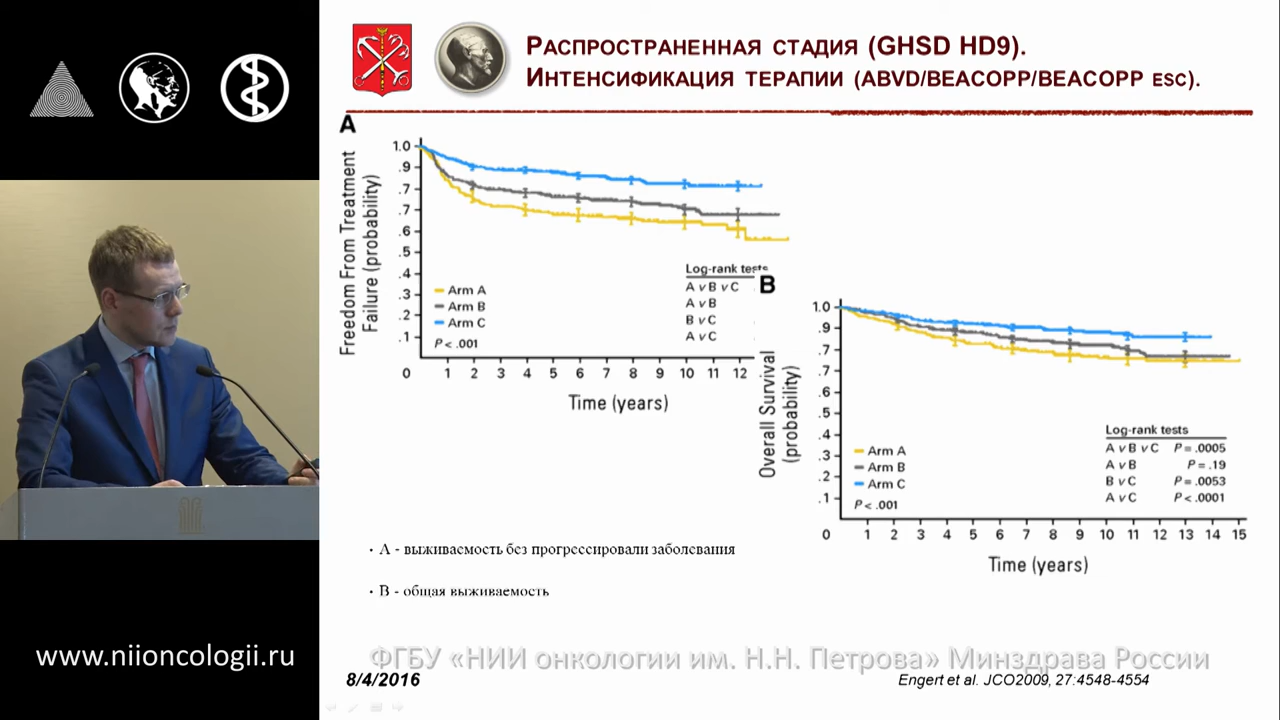 РАСПРОСТРАНЕННАЯ СТАДИЯ (GHSD HD9).
ИНТЕНСИФИКАЦИЯ ТЕРАПИИ (ABVD/BEACOPP/BEACOPP ESC).
A
Freedom From Treatment
Failure (probability)
1.0
.9
.8
.7
.6
.5
.4
.3
.2
.1
Arm A
Arm B
Arm C
P < .001
Log-rank tests
A v B v C
A v B
B v C
A v C
0 1 2 3 4 5 6 7 8 9 10 11 12
Time (years)
B
Overall Survival
(probability)
1.0
.9
.8
.7
.6
.5
.4
.3
.2
.1
Arm A
Arm B
Arm C
P < .001
Log-rank tests
A v B v C P = .0005
A v B P = .19
B v C P = .0053
A v C P < .0001
0 1 2 3 4 5 6 7 8 9 10 11 12 13 14 15
Time (years)
• А - выживаемость без прогрессировали заболевания
• В - общая выживаемость
www.niioncologii.ru
ФГБУ «НИИ онкологии им. Н.Н. Петрова» Минздрава России
8/4/2016
Engert et al. JCO2009, 27:4548-4554